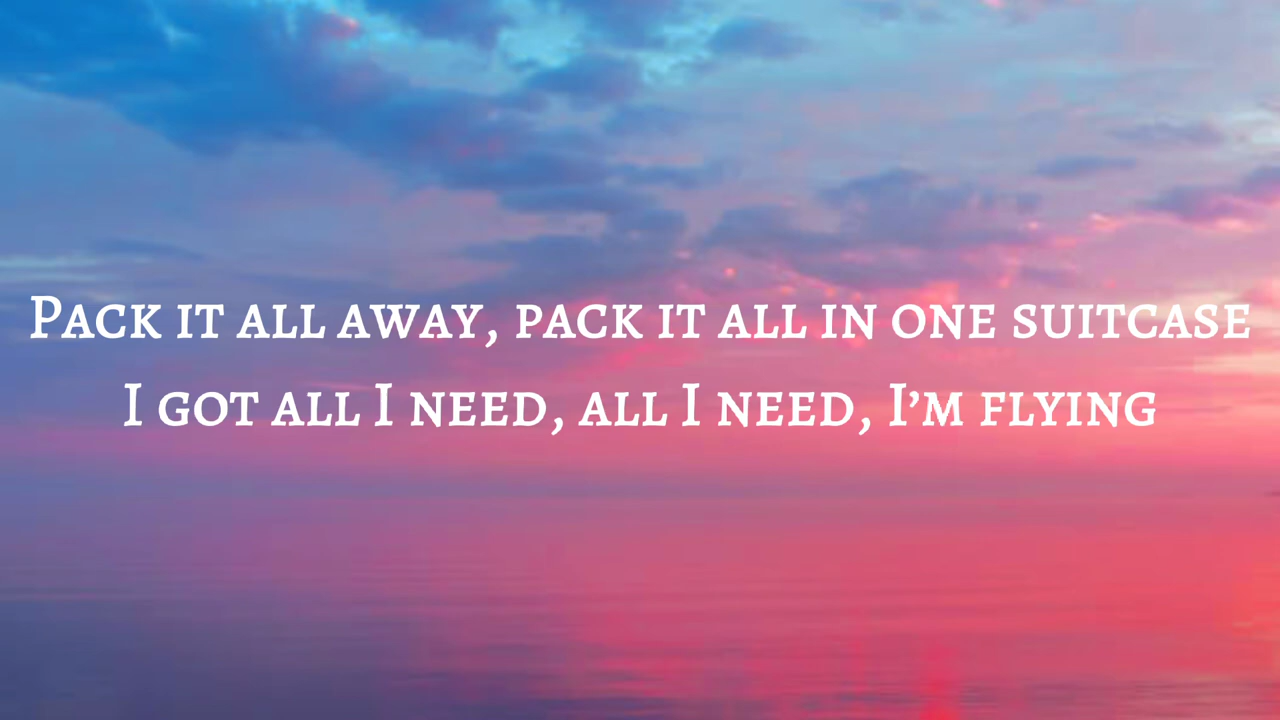 Pack it all away, pack it all in one suitcase
I got all I need, all I need, I’m flying